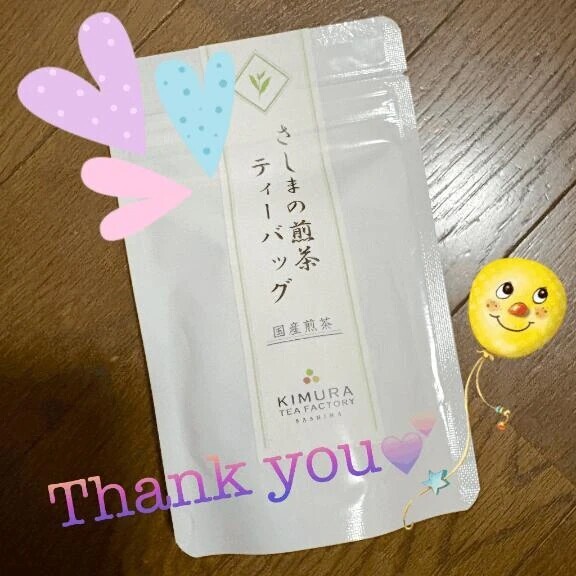 さしまの煎茶
ティーバッグ
国産煎茶
KIMURA
TEA FACTORY
SASHIMA
Thank you